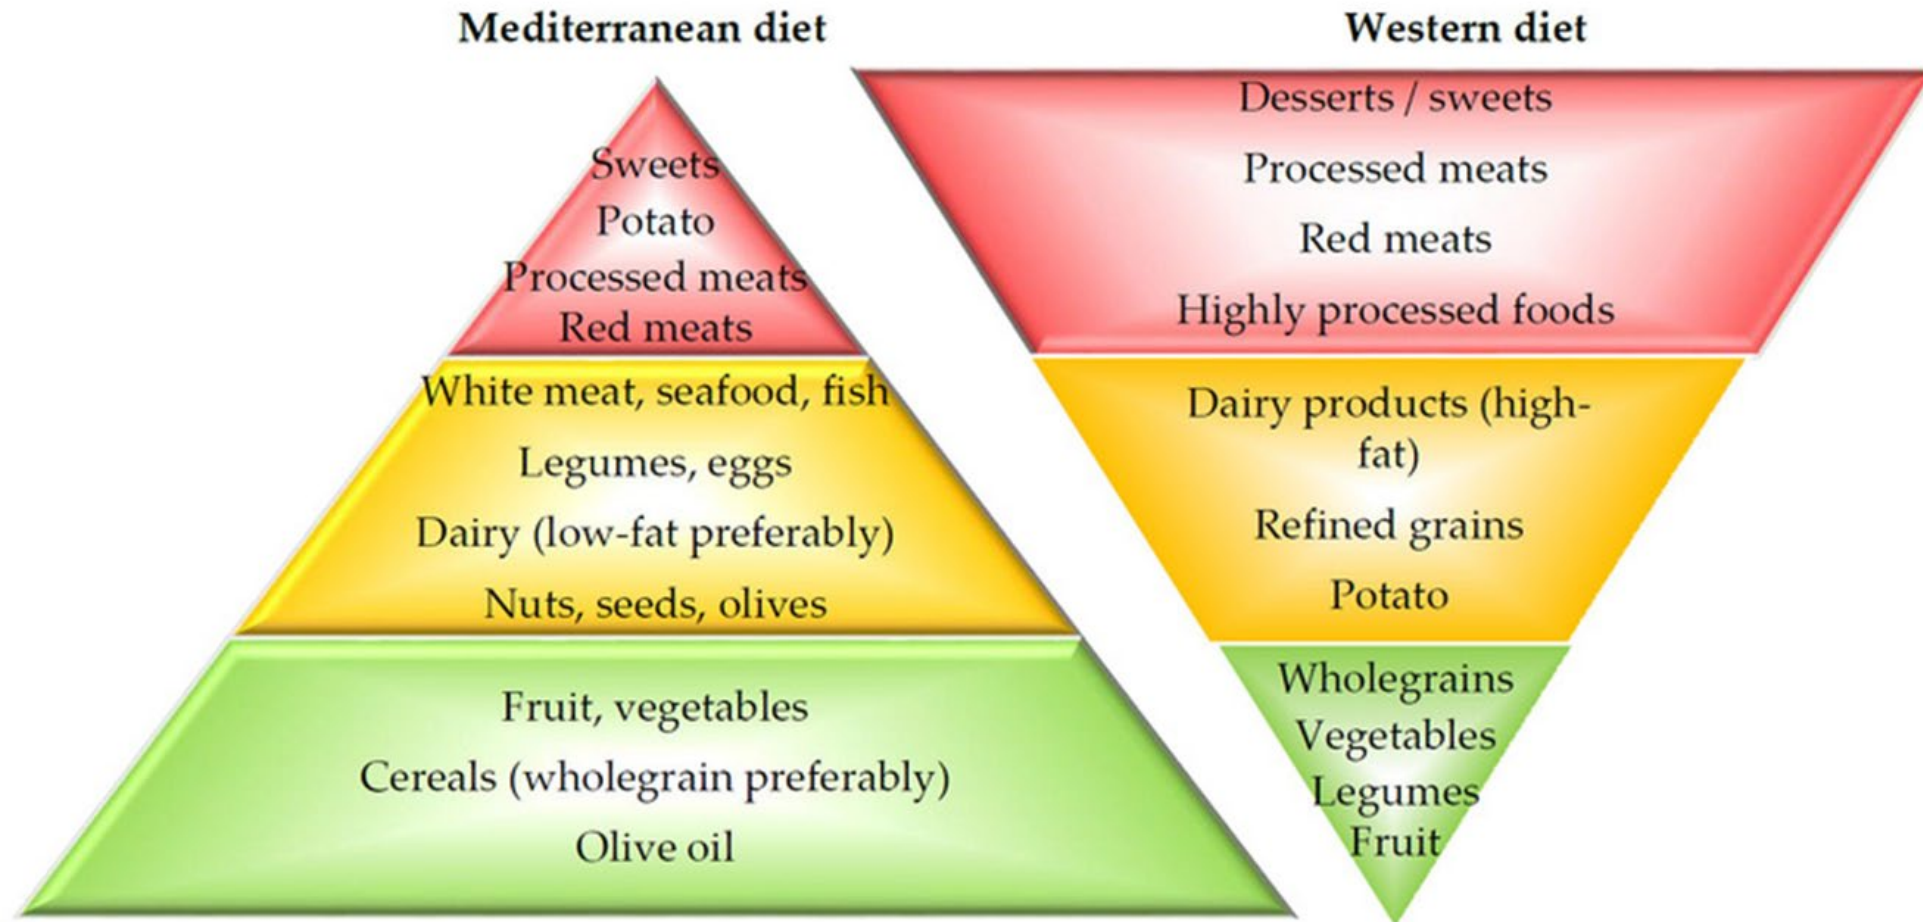 Mediterranean diet
Sweets
Potato
Processed meats
Red meats
White meat, seafood, fish
Legumes, eggs
Dairy (low-fat preferably)
Nuts, seeds, olives
Fruit, vegetables
Cereals (wholegrain preferably)
Olive oil
Western diet
Desserts / sweets
Processed meats
Red meats
Highly processed foods
Dairy products (high-
fat)
Refined grains
Potato
Wholegrains
Vegetables
Legumes
Fruit